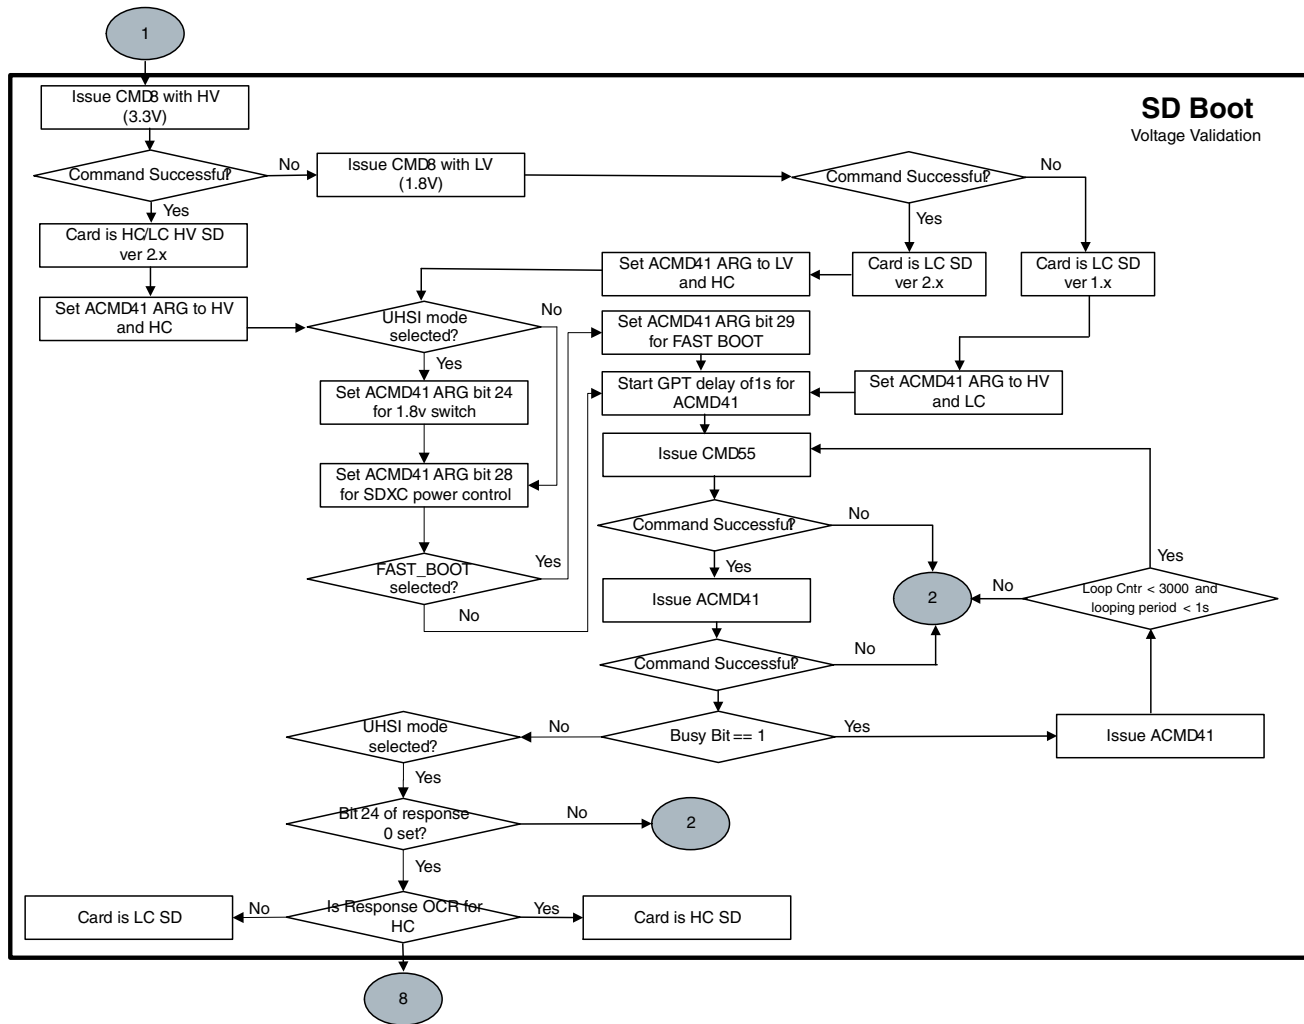 1
Issue CMD8 with HV
(3.3V)
SD Boot
Voltage Validation
Command Successful?
No
Issue CMD8 with LV
(1.8V)
Command Successful?
No
Yes
Yes
Card is HC/LC HV SD
ver 2.x
Set ACMD41 ARG to LV
and HC
Card is LC SD
ver 2.x
Card is LC SD
ver 1.x
Set ACMD41 ARG to HV
and HC
UHSI mode
selected?
No
Set ACMD41 ARG bit 29
for FAST BOOT
Yes
Set ACMD41 ARG bit 24
for 1.8v switch
Start GPT delay of1s for
ACMD41
Set ACMD41 ARG to HV
and LC
Issue CMD55
Set ACMD41 ARG bit 28
for SDXC power control
Command Successful?
No
Yes
FAST_BOOT
selected?
Yes
No
Yes
Issue ACMD41
2
No
Loop Cntr < 3000 and
looping period < 1s
Command Successful?
No
UHSI mode
selected?
No
Busy Bit == 1
Yes
Issue ACMD41
Yes
Bit 24 of response
0 set?
No
2
Yes
Card is LC SD
No
Is Response OCR for
HC
Yes
Card is HC SD
8